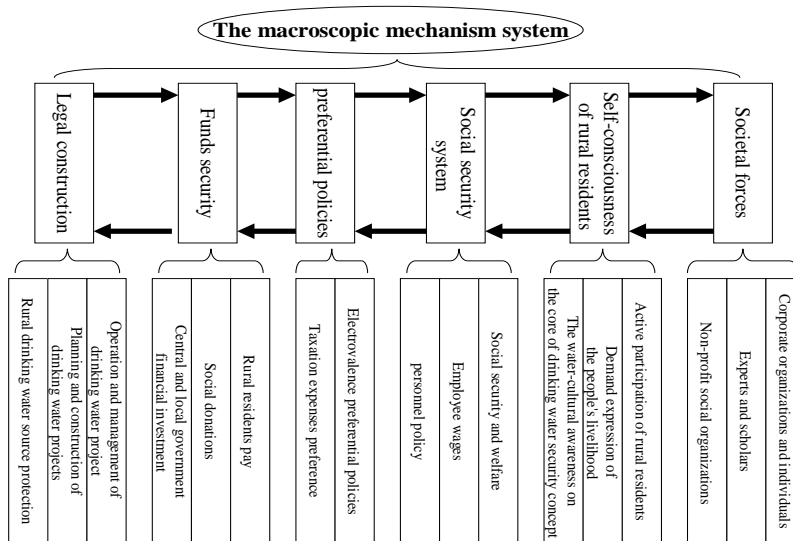 The macroscopic mechanism system
Legal construction
Funds security
preferential policies
Social security
system
Self-consciousness
of rural residents
Societal forces
Rural drinking water source protection
Planning and construction of
drinking water projects
Operation and management of
drinking water project
Central and local government
financial investment
Social donations
Rural residents pay
Taxation expenses preference
Electrovalence preferential policies
personnel policy
Employee wages
Social security and welfare
The water-cultural awareness on
the core of drinking water security concept
Demand expression of
the people's livelihood
Active participation of rural residents
Non-profit social organizations
Experts and scholars
Corporate organizations and individuals